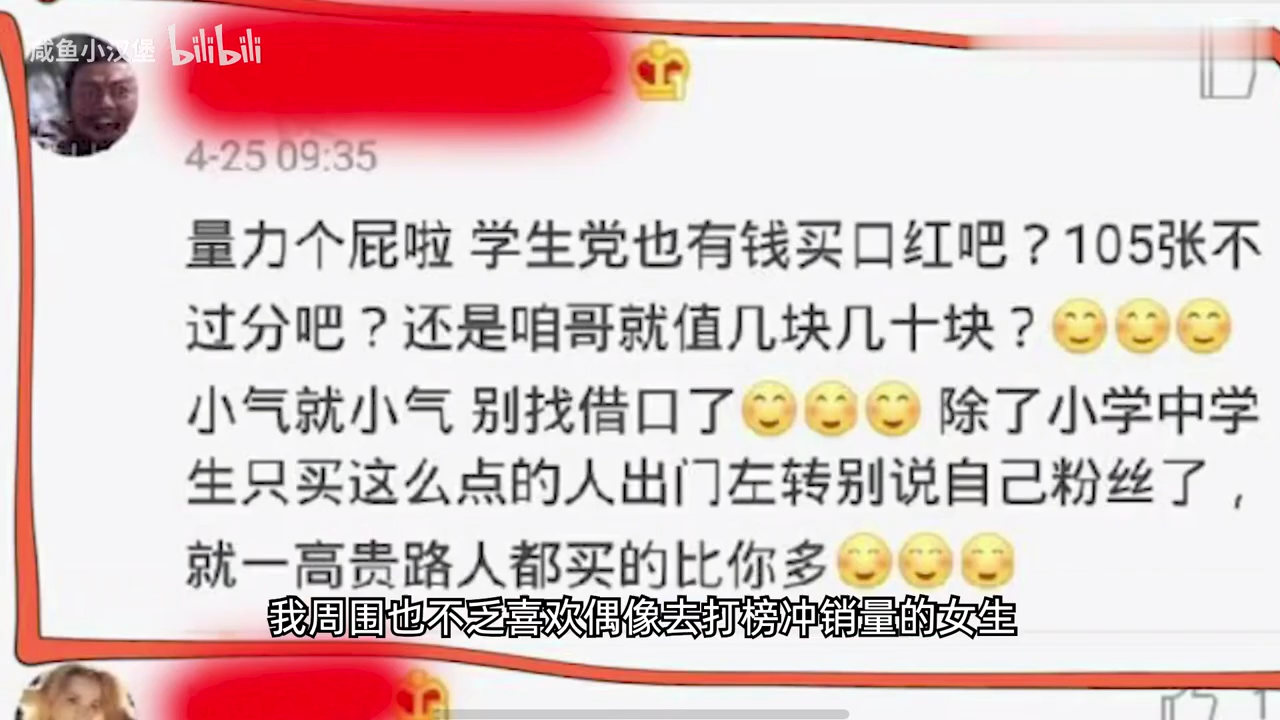 咸鱼小汉堡 bilibili
4-25 09:35
量力个屁啦 学生党也有钱买口红吧？105张不
过分吧？还是咱哥就值几块几十块？😊😊😊
小气就小气 别找借口了😊😊😊 除了小学中学
生只买这么点的人出门左转别说自己粉丝了，
就一高贵路人都买的比你多😊😊😊
我周围也不乏喜欢偶像去打榜冲销量的女生